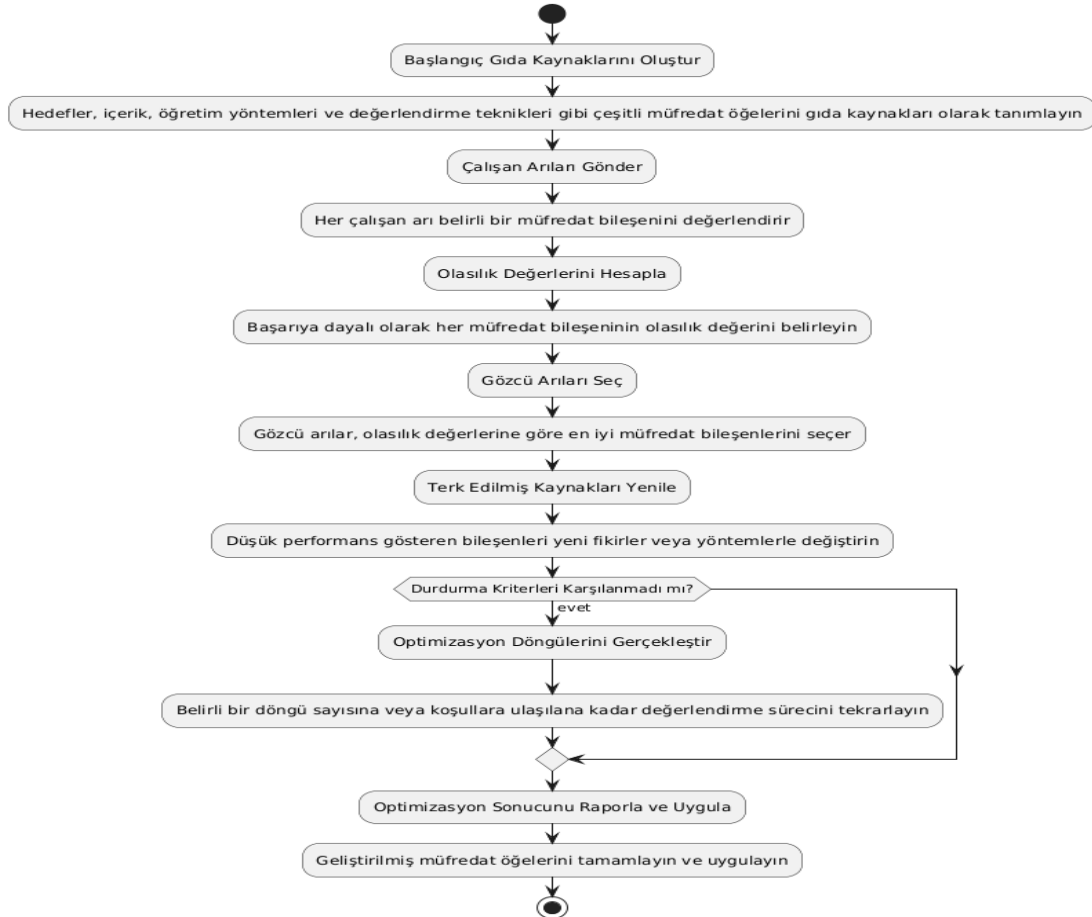 Başlangıç Gıda Kaynaklarını Oluştur
Hedefler, içerik, öğretim yöntemleri ve değerlendirme teknikleri gibi çeşitli müfredat öğelerini gıda kaynakları olarak tanımlayın
Çalışan Arıları Gönder
Her çalışan arı belirli bir müfredat bileşenini değerlendirir
Olasılık Değerlerini Hesapla
Başarıya dayalı olarak her müfredat bileşeninin olasılık değerini belirleyin
Gözcü Arıları Seç
Gözcü arılar, olasılık değerlerine göre en iyi müfredat bileşenlerini seçer
Terk Edilmiş Kaynakları Yenile
Düşük performans gösteren bileşenleri yeni fikirler veya yöntemlerle değiştirin
Durdurma Kriterleri Karşılanmadı mı?
evet
Optimizasyon Döngülerini Gerçekleştir
Belirli bir döngü sayısına veya koşullara ulaşılana kadar değerlendirme sürecini tekrarlayın
Optimizasyon Sonucunu Raporla ve Uygula
Geliştirilmiş müfredat öğelerini tamamlayın ve uygulayın